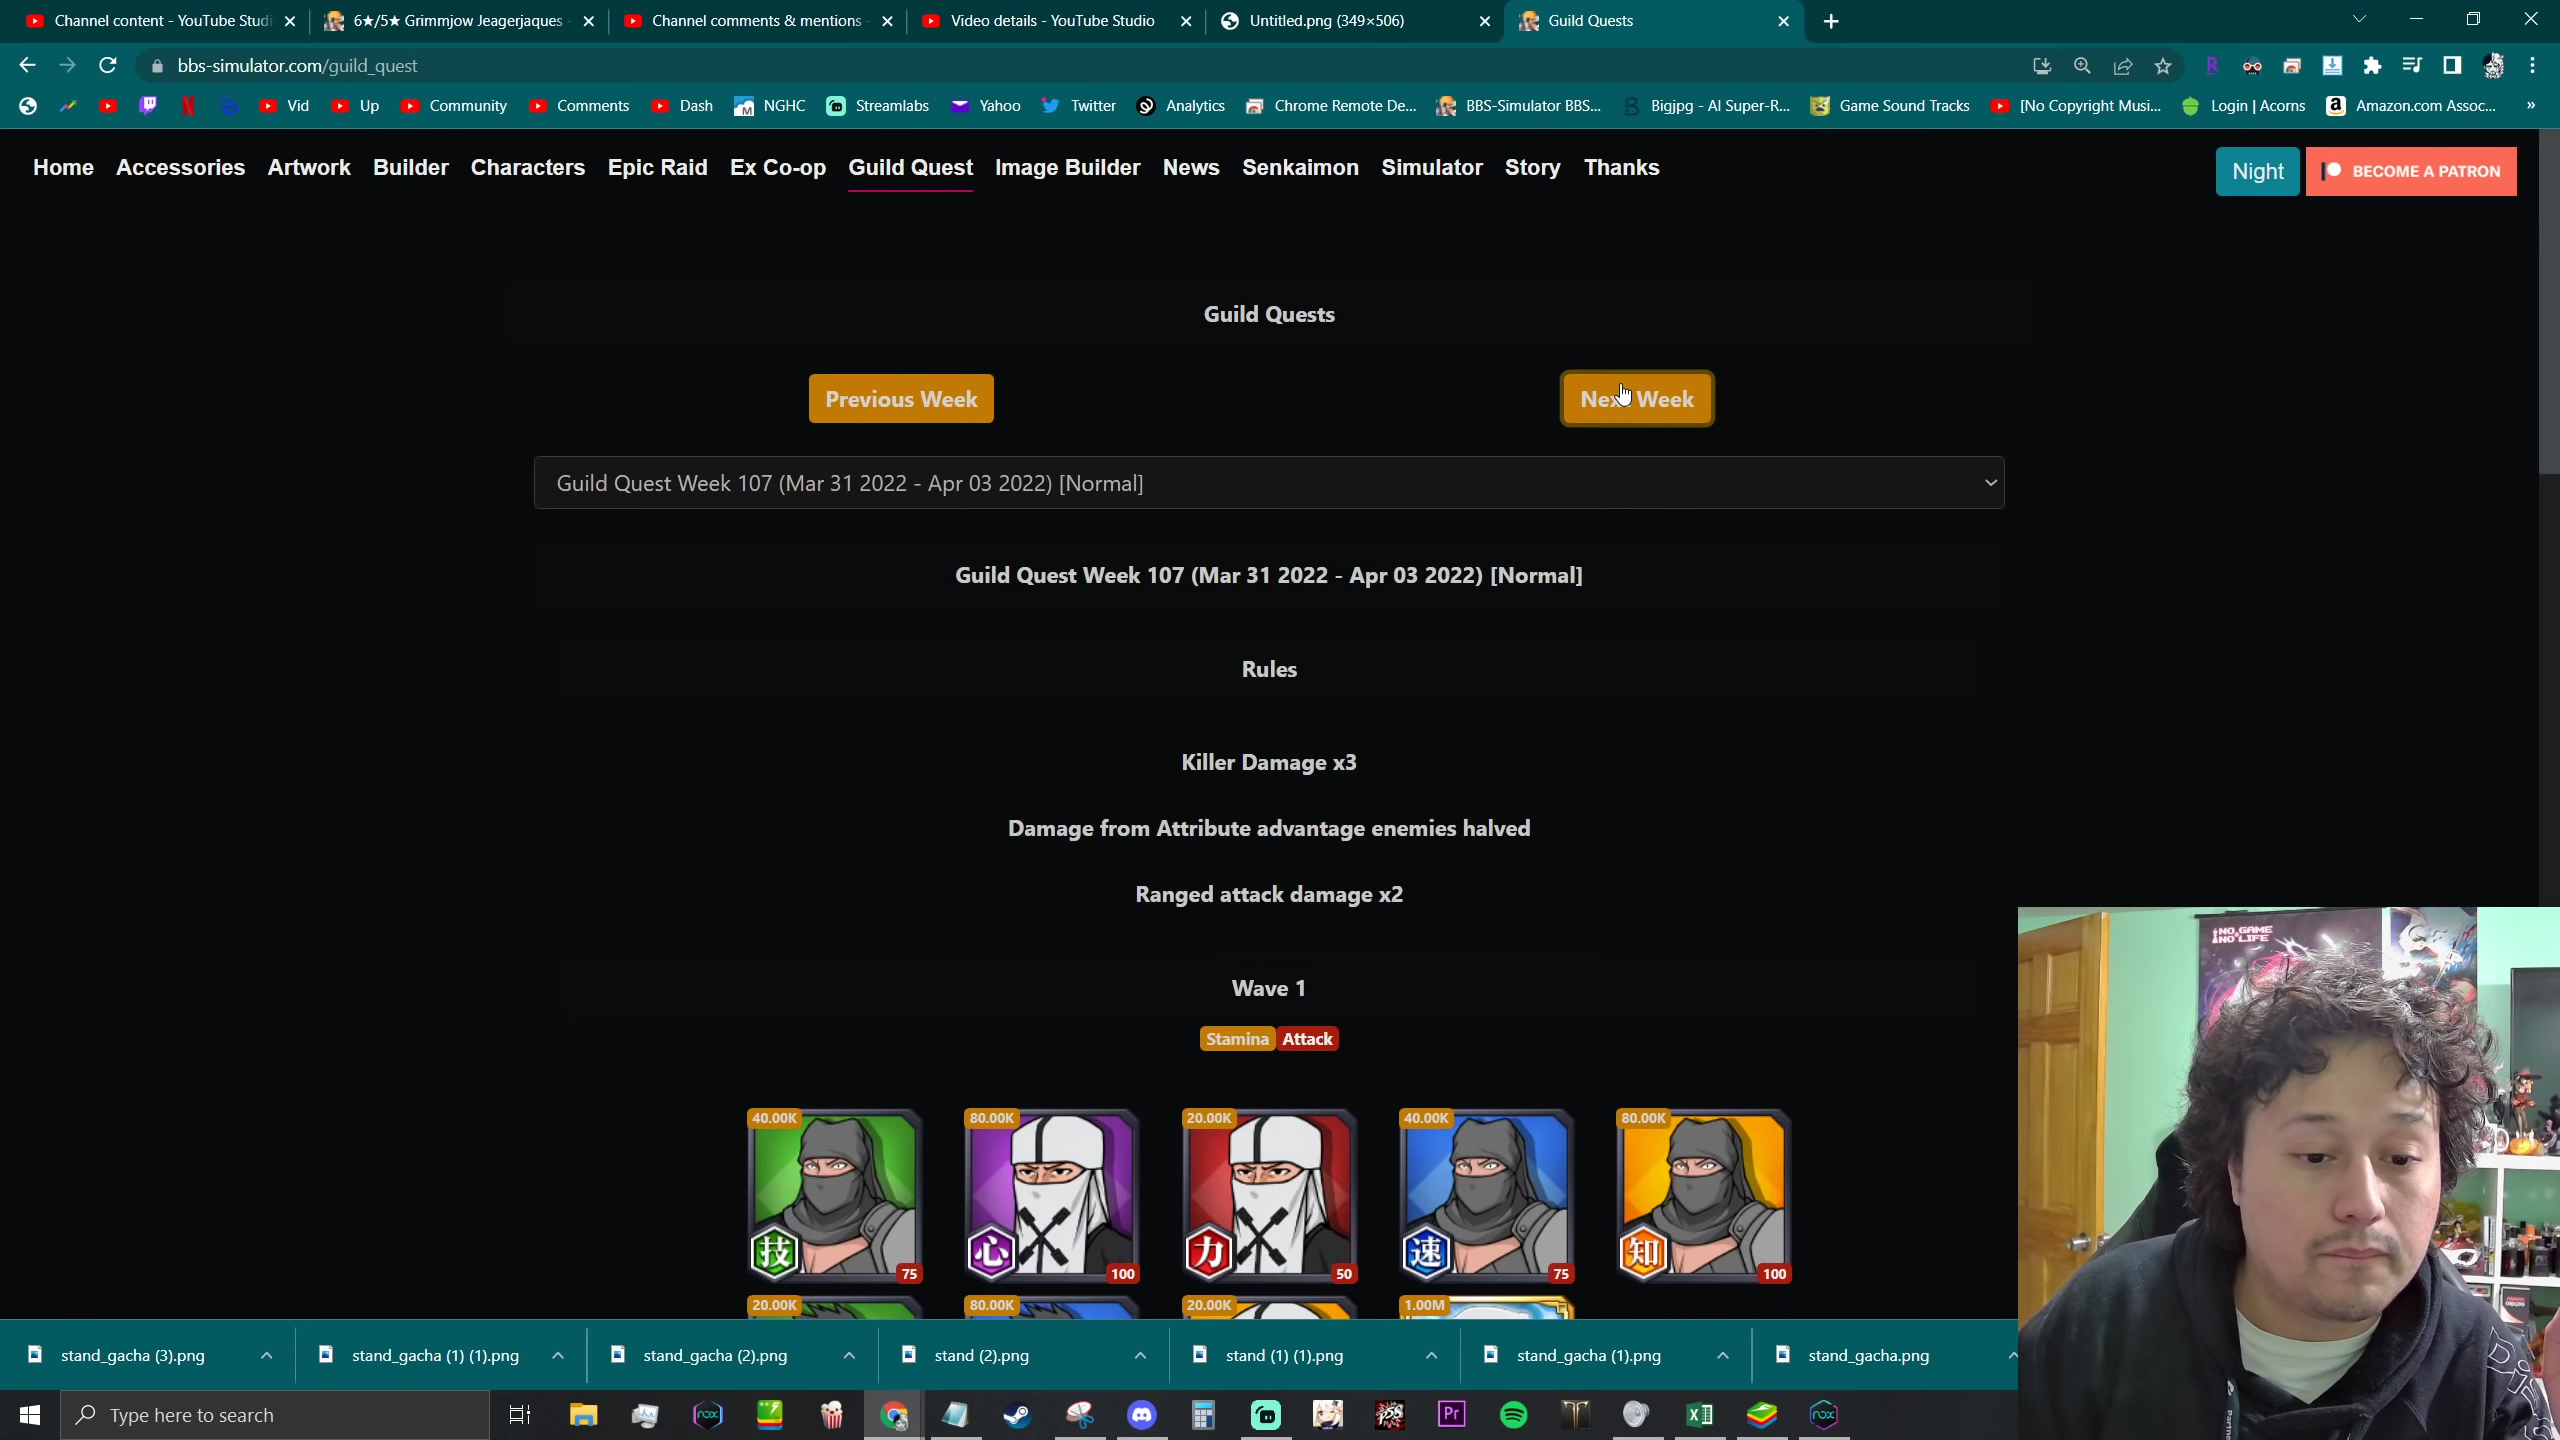 Channel content - YouTube Studi
6★/5★ Grimmjow Jeagerjaques -
Channel comments & mentions -
Video details - YouTube Studio
Untitled.png (349×506)
Guild Quests
bbs-simulator.com/guild_quest
Vid
Up
Community
Comments
Dash
NGHC
Streamlabs
Yahoo
Twitter
Analytics
Chrome Remote De...
BBS-Simulator BBS...
Bigjpg - AI Super-R...
Game Sound Tracks
[No Copyright Musi...
Login | Acorns
Amazon.com Assoc...
»
Home Accessories Artwork Builder Characters Epic Raid Ex Co-op Guild Quest Image Builder News Senkaimon Simulator Story Thanks
Night
BECOME A PATRON
Guild Quests
Previous Week
Next Week
Guild Quest Week 107 (Mar 31 2022 - Apr 03 2022) [Normal]
Guild Quest Week 107 (Mar 31 2022 - Apr 03 2022) [Normal]
Rules
Killer Damage x3
Damage from Attribute advantage enemies halved
Ranged attack damage x2
Wave 1
Stamina Attack
40.00K 80.00K 20.00K 40.00K 80.00K
技 心 力 速 知
75 100 50 75 100
20.00K 80.00K 20.00K 1.00M
NO GAME
NO LIFE
stand_gacha (3).png
stand_gacha (1) (1).png
stand_gacha (2).png
stand (2).png
stand (1) (1).png
stand_gacha (1).png
stand_gacha.png
Type here to search
nox
Pr
nox